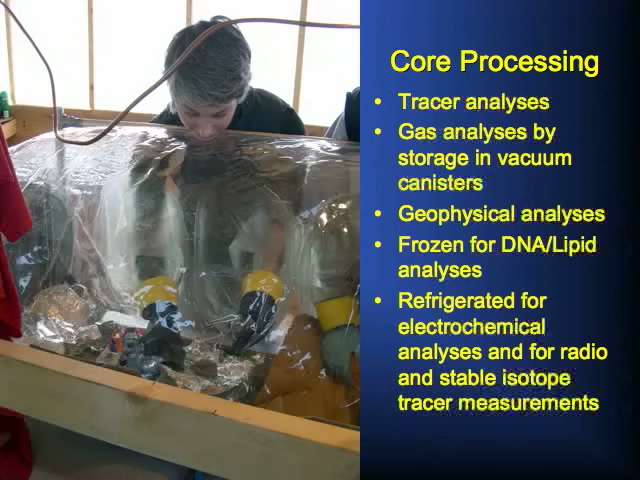 Core Processing
• Tracer analyses
• Gas analyses by
storage in vacuum
canisters
• Geophysical analyses
• Frozen for DNA/Lipid
analyses
• Refrigerated for
electrochemical
analyses and for radio
and stable isotope
tracer measurements